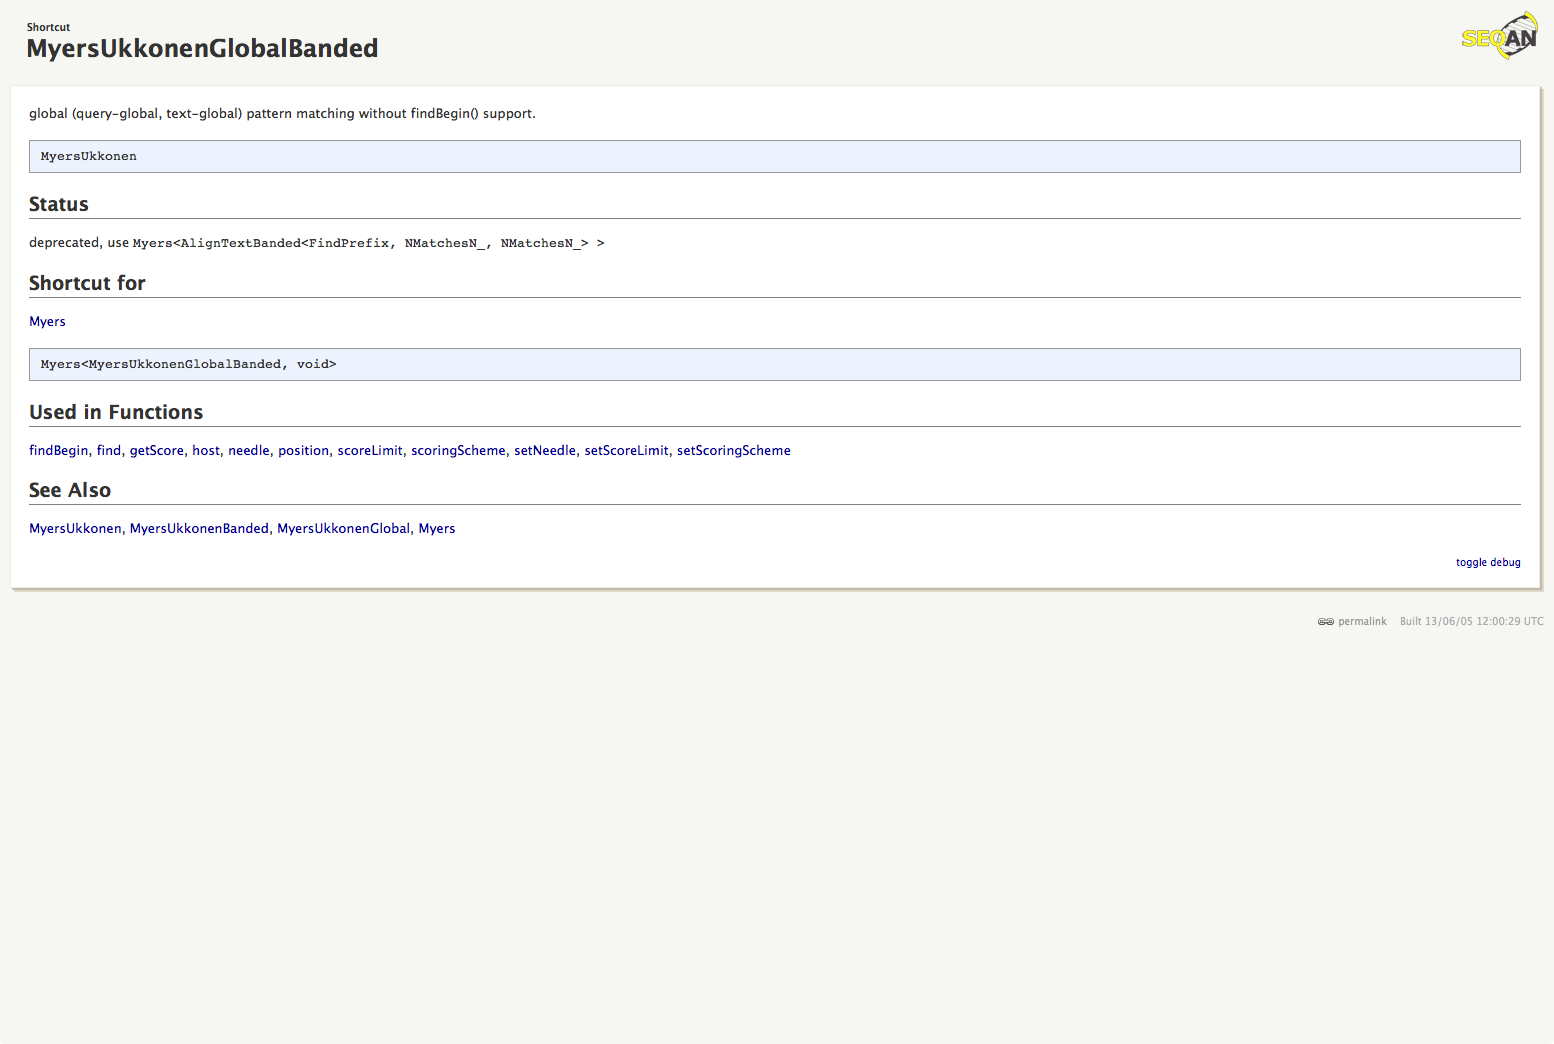 Shortcut
MyersUkkonenGlobalBanded
SEQAN
global (query-global, text-global) pattern matching without findBegin() support.
MyersUkkonen
Status
deprecated, use Myers<AlignTextBanded<FindPrefix, NMatchesN_, NMatchesN_> >
Shortcut for
Myers
Myers<MyersUkkonenGlobalBanded, void>
Used in Functions
findBegin, find, getScore, host, needle, position, scoreLimit, scoringScheme, setNeedle, setScoreLimit, setScoringScheme
See Also
MyersUkkonen, MyersUkkonenBanded, MyersUkkonenGlobal, Myers
toggle debug
permalink Built 13/06/05 12:00:29 UTC